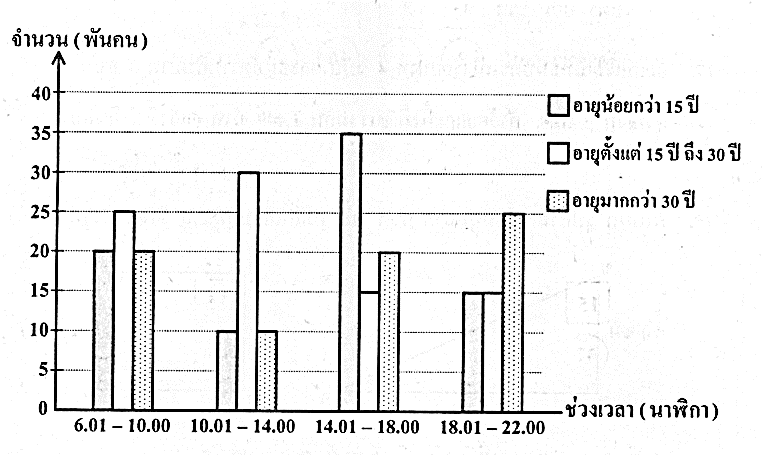 จำนวน ( พันคน )
40
35
30
25
20
15
10
5
0
อายุน้อยกว่า 15 ปี
อายุตั้งแต่ 15 ปี ถึง 30 ปี
อายุมากกว่า 30 ปี
6.01 – 10.00
10.01 – 14.00
14.01 – 18.00
18.01 – 22.00
ช่วงเวลา ( นาฬิกา )